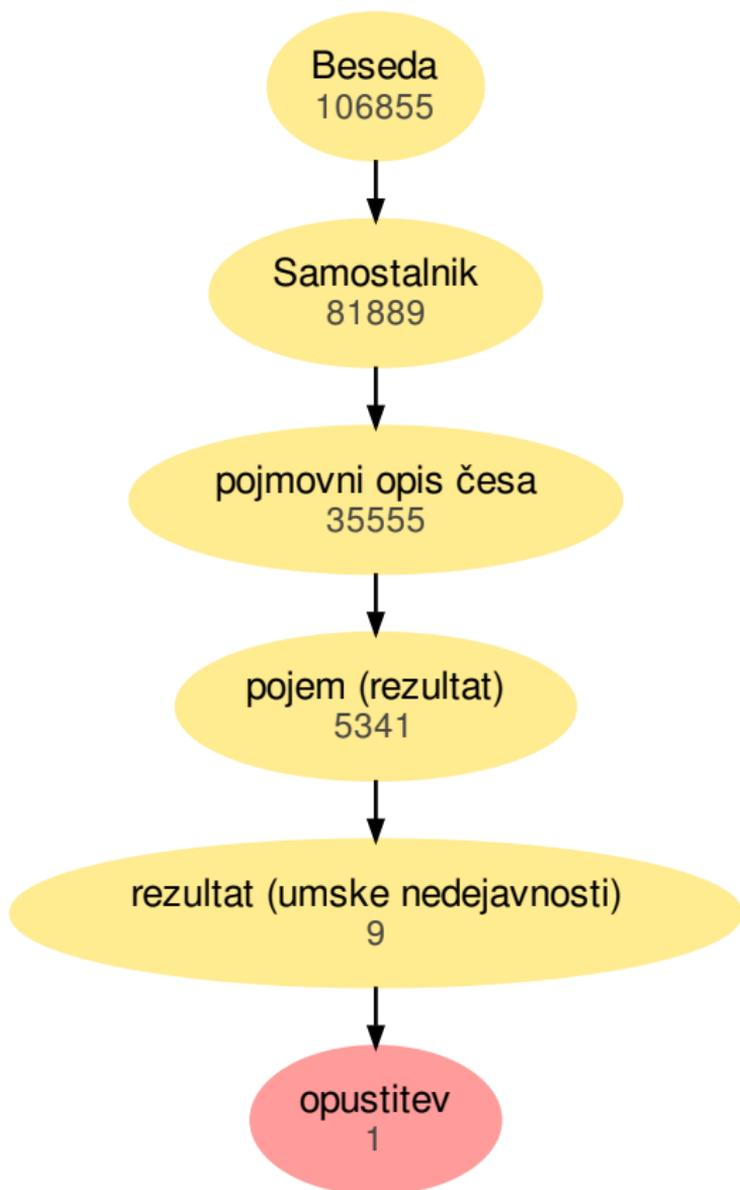 Beseda
106855
Samostalnik
81889
pojmovni opis česa
35555
pojem (rezultat)
5341
rezultat (umske nedejavnosti)
9
opustitev
1